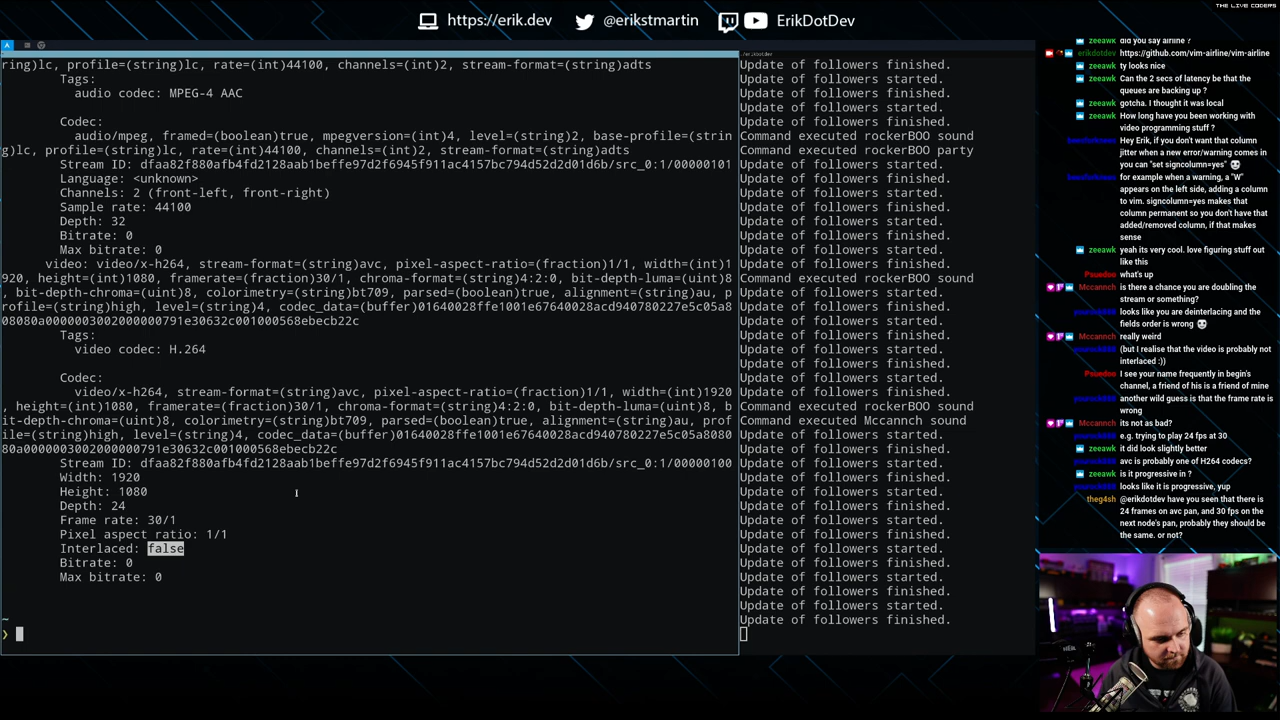 THE LIVE CODERS
https://erik.dev
@erikstmartin
ErikDotDev
ring)lc, profile=(string)lc, rate=(int)44100, channels=(int)2, stream-format=(string)adts
Tags:
audio codec: MPEG-4 AAC
Codec:
audio/mpeg, framed=(boolean)true, mpegversion=(int)4, level=(string)2, base-profile=(strin
g)lc, profile=(string)lc, rate=(int)44100, channels=(int)2, stream-format=(string)adts
Stream ID: dfaa82f880afb4fd2128aab1beffe97d2f6945f911ac4157bc794d52d2d01d6b/src_0:1/00000101
Language: <unknown>
Channels: 2 (front-left, front-right)
Sample rate: 44100
Depth: 32
Bitrate: 0
Max bitrate: 0
video: video/x-h264, stream-format=(string)avc, pixel-aspect-ratio=(fraction)1/1, width=(int)1
920, height=(int)1080, framerate=(fraction)30/1, chroma-format=(string)4:2:0, bit-depth-luma=(uint)8
, bit-depth-chroma=(uint)8, colorimetry=(string)bt709, parsed=(boolean)true, alignment=(string)au, p
rofile=(string)high, level=(string)4, codec_data=(buffer)01640028ffe1001e67640028acd940780227e5c05a8
08080a0000003002000000791e30632c001000568ebecb22c
Tags:
video codec: H.264
Codec:
video/x-h264, stream-format=(string)avc, pixel-aspect-ratio=(fraction)1/1, width=(int)1920
, height=(int)1080, framerate=(fraction)30/1, chroma-format=(string)4:2:0, bit-depth-luma=(uint)8, b
it-depth-chroma=(uint)8, colorimetry=(string)bt709, parsed=(boolean)true, alignment=(string)au, prof
ile=(string)high, level=(string)4, codec_data=(buffer)01640028ffe1001e67640028acd940780227e5c05a8080
80a0000003002000000791e30632c001000568ebecb22c
Stream ID: dfaa82f880afb4fd2128aab1beffe97d2f6945f911ac4157bc794d52d2d01d6b/src_0:1/00000100
Width: 1920
Height: 1080
Depth: 24
Frame rate: 30/1
Pixel aspect ratio: 1/1
Interlaced: false
Bitrate: 0
Max bitrate: 0
~
❯
Update of followers finished.
Update of followers started.
Update of followers finished.
Update of followers started.
Update of followers finished.
Command executed rockerBOO sound
Command executed rockerBOO party
Update of followers started.
Update of followers finished.
Update of followers started.
Update of followers finished.
Update of followers started.
Update of followers finished.
Update of followers started.
Update of followers finished.
Command executed rockerBOO sound
Update of followers started.
Update of followers finished.
Update of followers started.
Update of followers finished.
Update of followers started.
Update of followers finished.
Update of followers started.
Update of followers finished.
Command executed rockerBOO sound
Command executed Mccannch sound
Update of followers started.
Update of followers finished.
Update of followers started.
Update of followers finished.
Update of followers started.
Update of followers finished.
Update of followers started.
Update of followers finished.
Update of followers started.
Update of followers finished.
Update of followers started.
Update of followers finished.
Update of followers started.
Update of followers finished.
zeeawk did you say airline ?
erikdotdev https://github.com/vim-airline/vim-airline
zeeawk ty looks nice
zeeawk Can the 2 secs of latency be that the
queues are backing up ?
zeeawk gotcha. I thought it was local
zeeawk How long have you been working with
video programming stuff ?
Hey Erik, if you don't want that column
jitter when a new error/warning comes in
you can "set signcolumn=yes"
for example when a warning, a "W"
appears on the left side, adding a column
to vim. signcolumn=yes makes that
column permanent so you don't have that
added/removed column, if that makes
sense
zeeawk yeah its very cool. love figuring stuff out
like this
Psuedoo what's up
Mccannch is there a chance you are doubling the
stream or something?
looks like you are deinterlacing and the
fields order is wrong
Mccannch really weird
(but I realise that the video is probably not
interlaced :))
Psuedoo I see your name frequently in begin's
channel, a friend of his is a friend of mine
another wild guess is that the frame rate is
wrong
Mccannch its not as bad?
e.g. trying to play 24 fps at 30
zeeawk it did look slightly better
avc is probably one of H264 codecs?
zeeawk is it progressive in ?
looks like it is progressive, yup
theg4sh @erikdotdev have you seen that there is
24 frames on avc pan, and 30 fps on the
next node's pan, probably they should be
the same. or not?